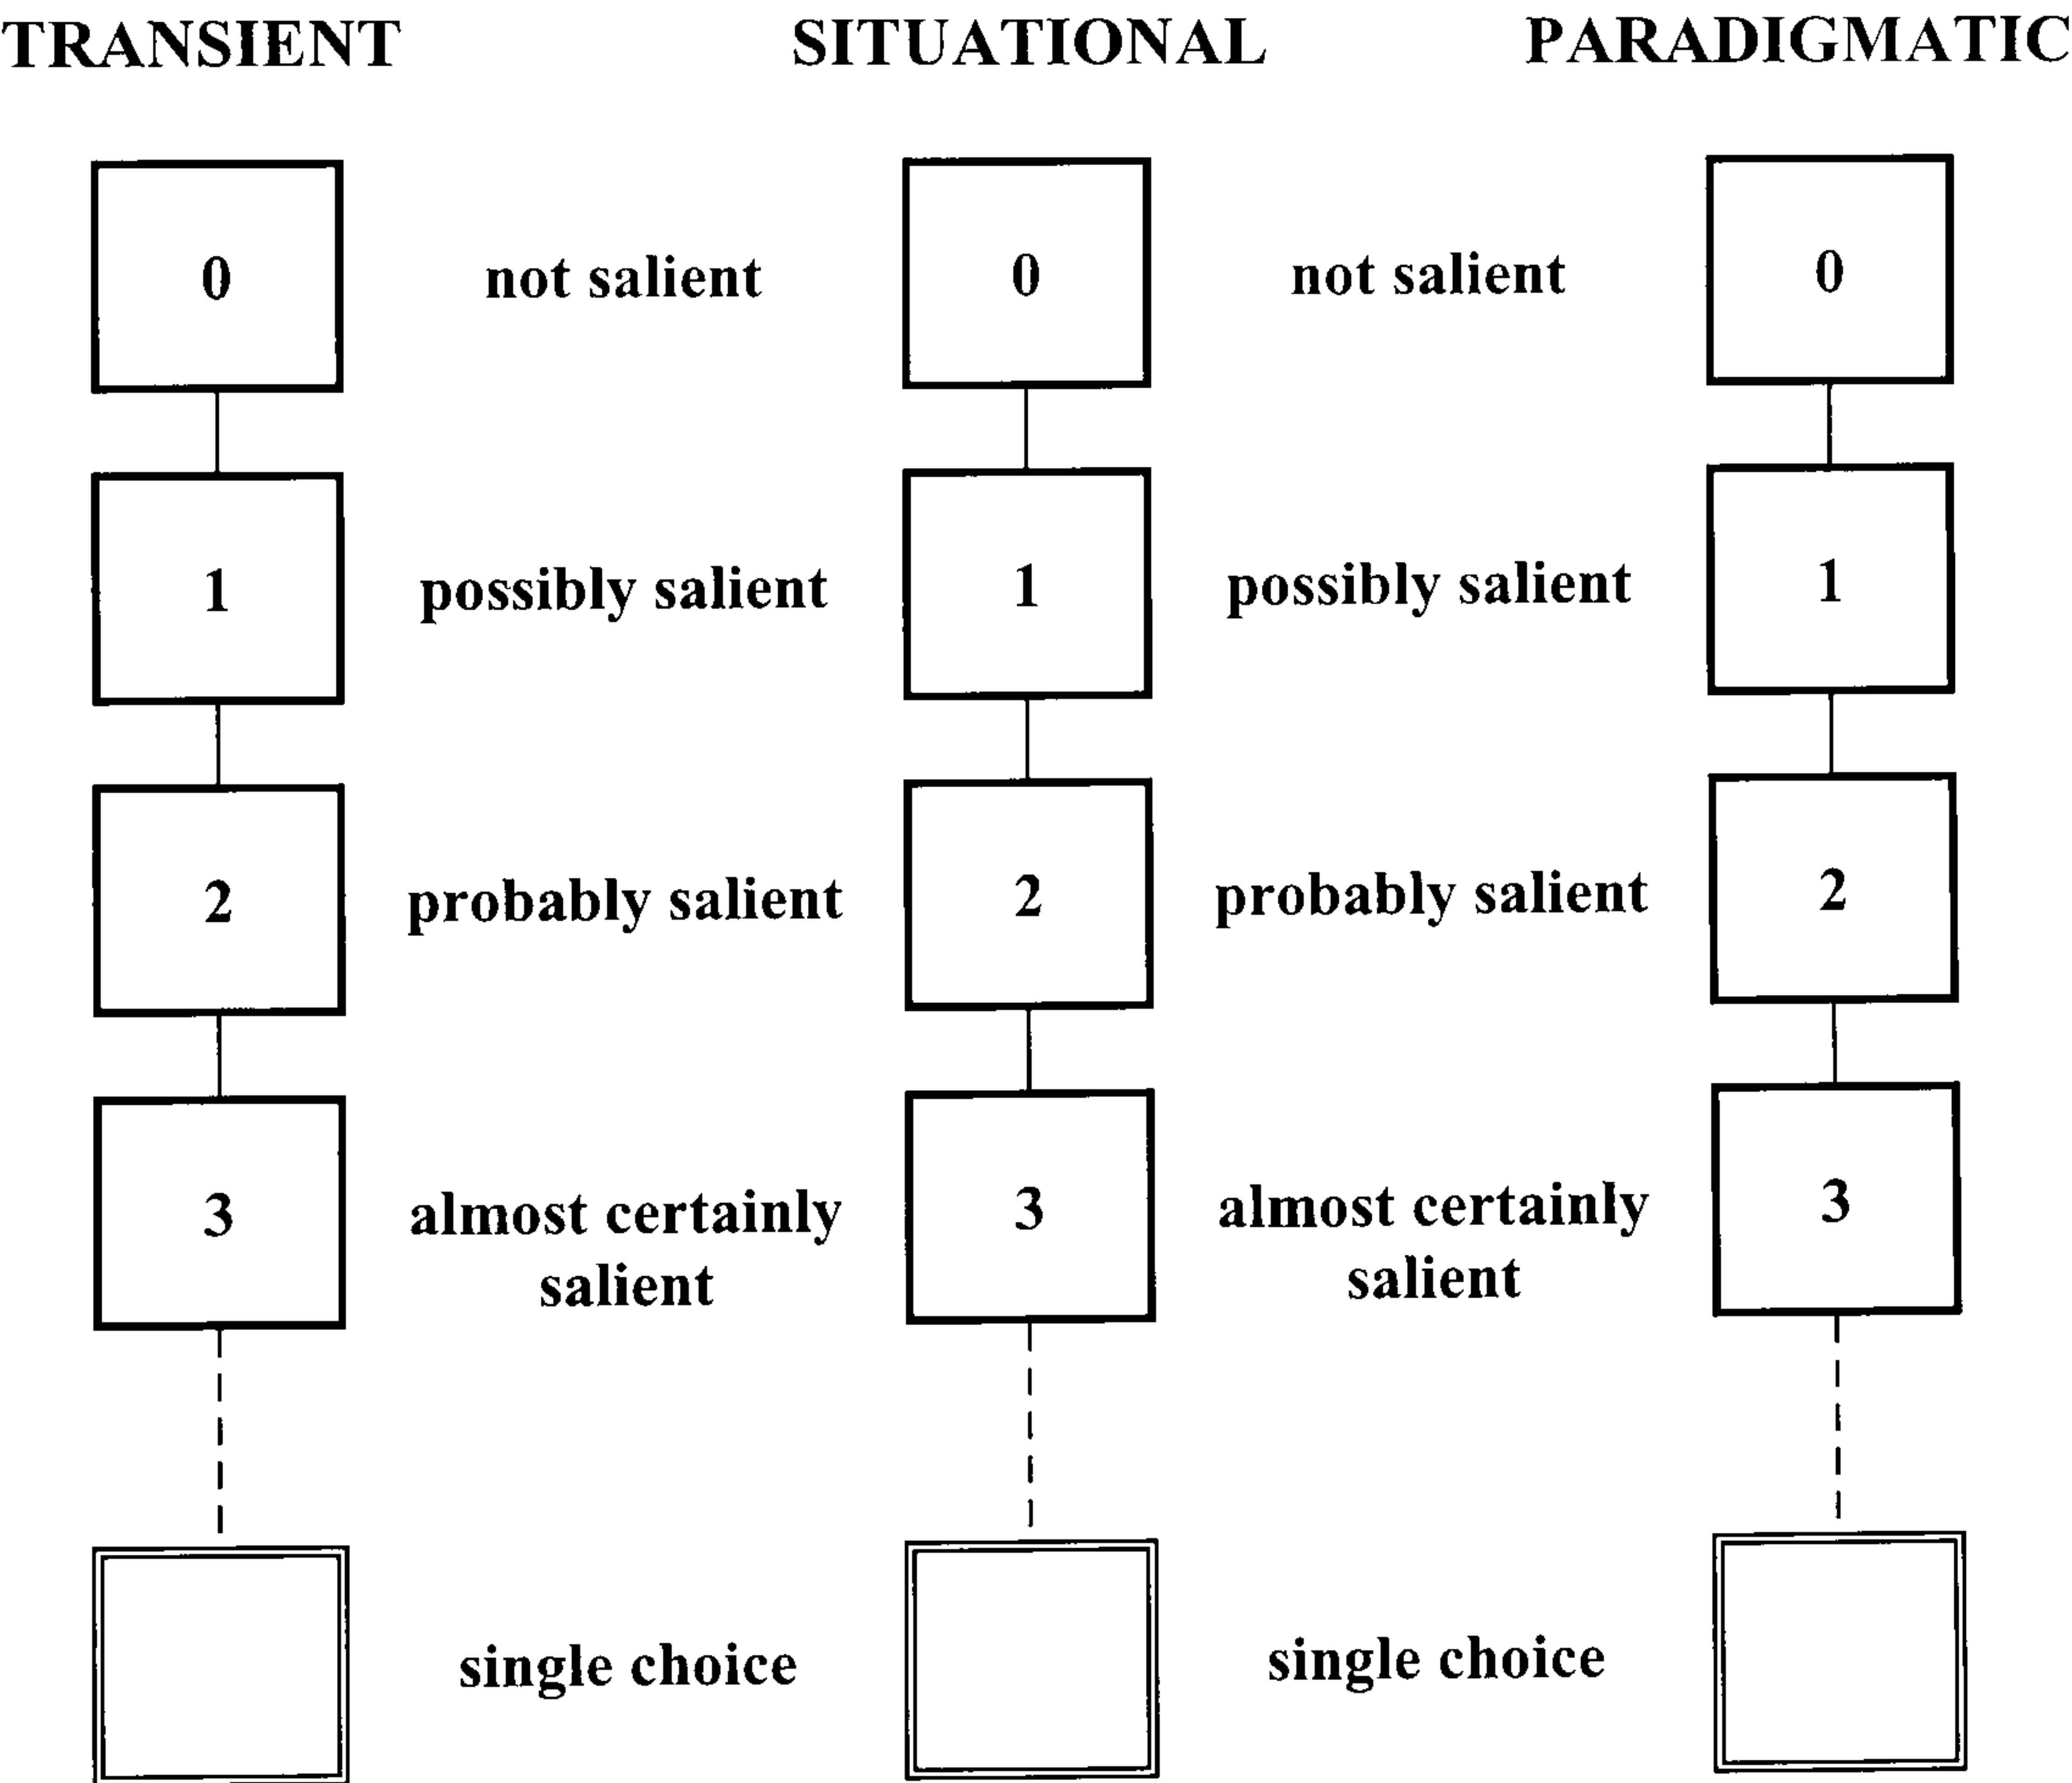 TRANSIENT SITUATIONAL PARADIGMATIC
0 not salient 0 not salient 0
1 possibly salient 1 possibly salient 1
2 probably salient 2 probably salient 2
3 almost certainly 3 almost certainly 3
salient salient
single choice single choice